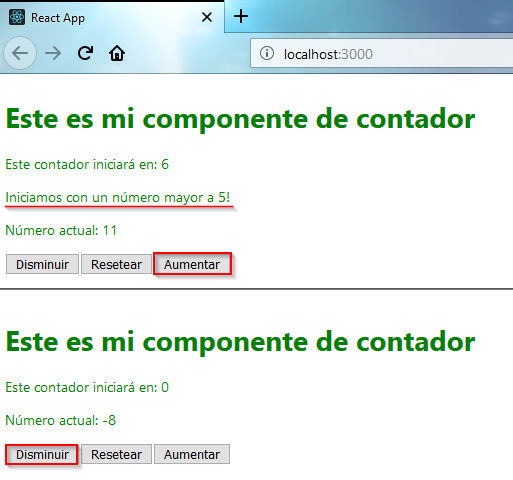 React App
localhost:3000
Este es mi componente de contador
Este contador iniciará en: 6
Iniciamos con un número mayor a 5!
Número actual: 11
Disminuir Resetear Aumentar
Este es mi componente de contador
Este contador iniciará en: 0
Número actual: -8
Disminuir Resetear Aumentar